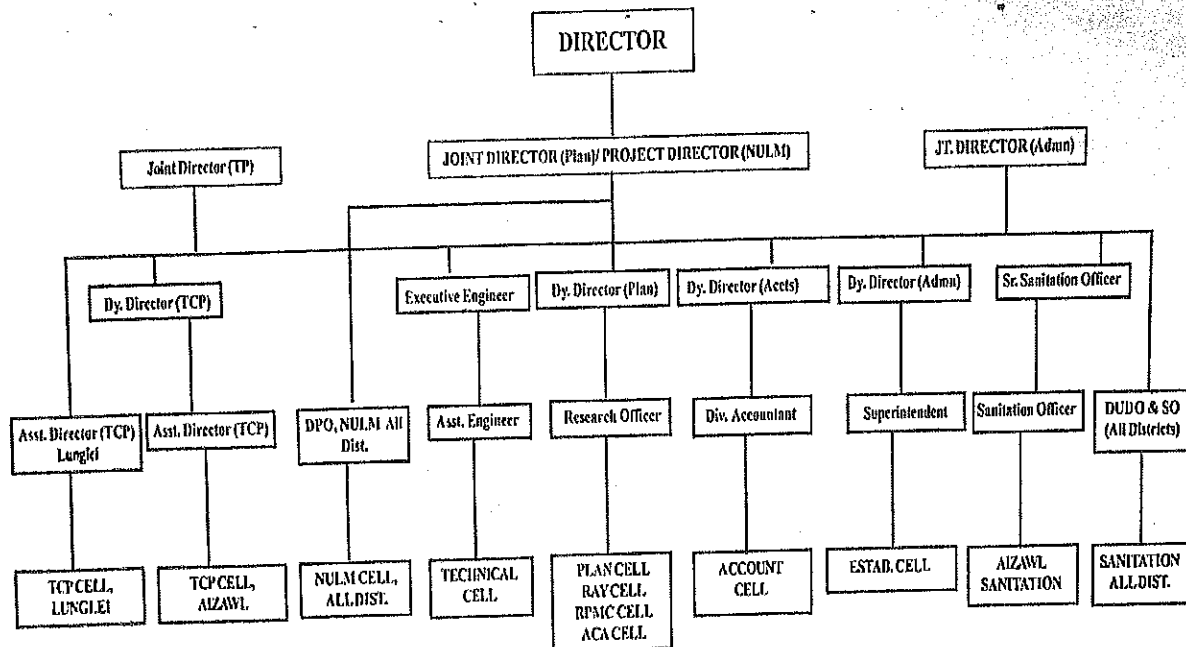 DIRECTOR
Joint Director (TP)
JOINT DIRECTOR (Plan)/ PROJECT DIRECTOR (NULM)
JT. DIRECTOR (Admn)
Dy. Director (TCP)
Executive Engineer
Dy. Director (Plan)
Dy. Director (Accts)
Dy. Director (Admn)
Sr. Sanitation Officer
Asst. Director (TCP)
Lunglei
Asst. Director (TCP)
DPO, NULM All
Dist.
Asst. Engineer
Research Officer
Div. Accountant
Superintendent
Sanitation Officer
DUDO & SO
(All Districts)
TCP CELL,
LUNGLEI
TCP CELL,
AIZAWL
NULM CELL,
ALL DIST.
TECHNICAL
CELL
PLAN CELL
RAY CELL
RPMC CELL
ACA CELL
ACCOUNT
CELL
ESTAB. CELL
AIZAWL
SANITATION
SANITATION
ALL DIST.